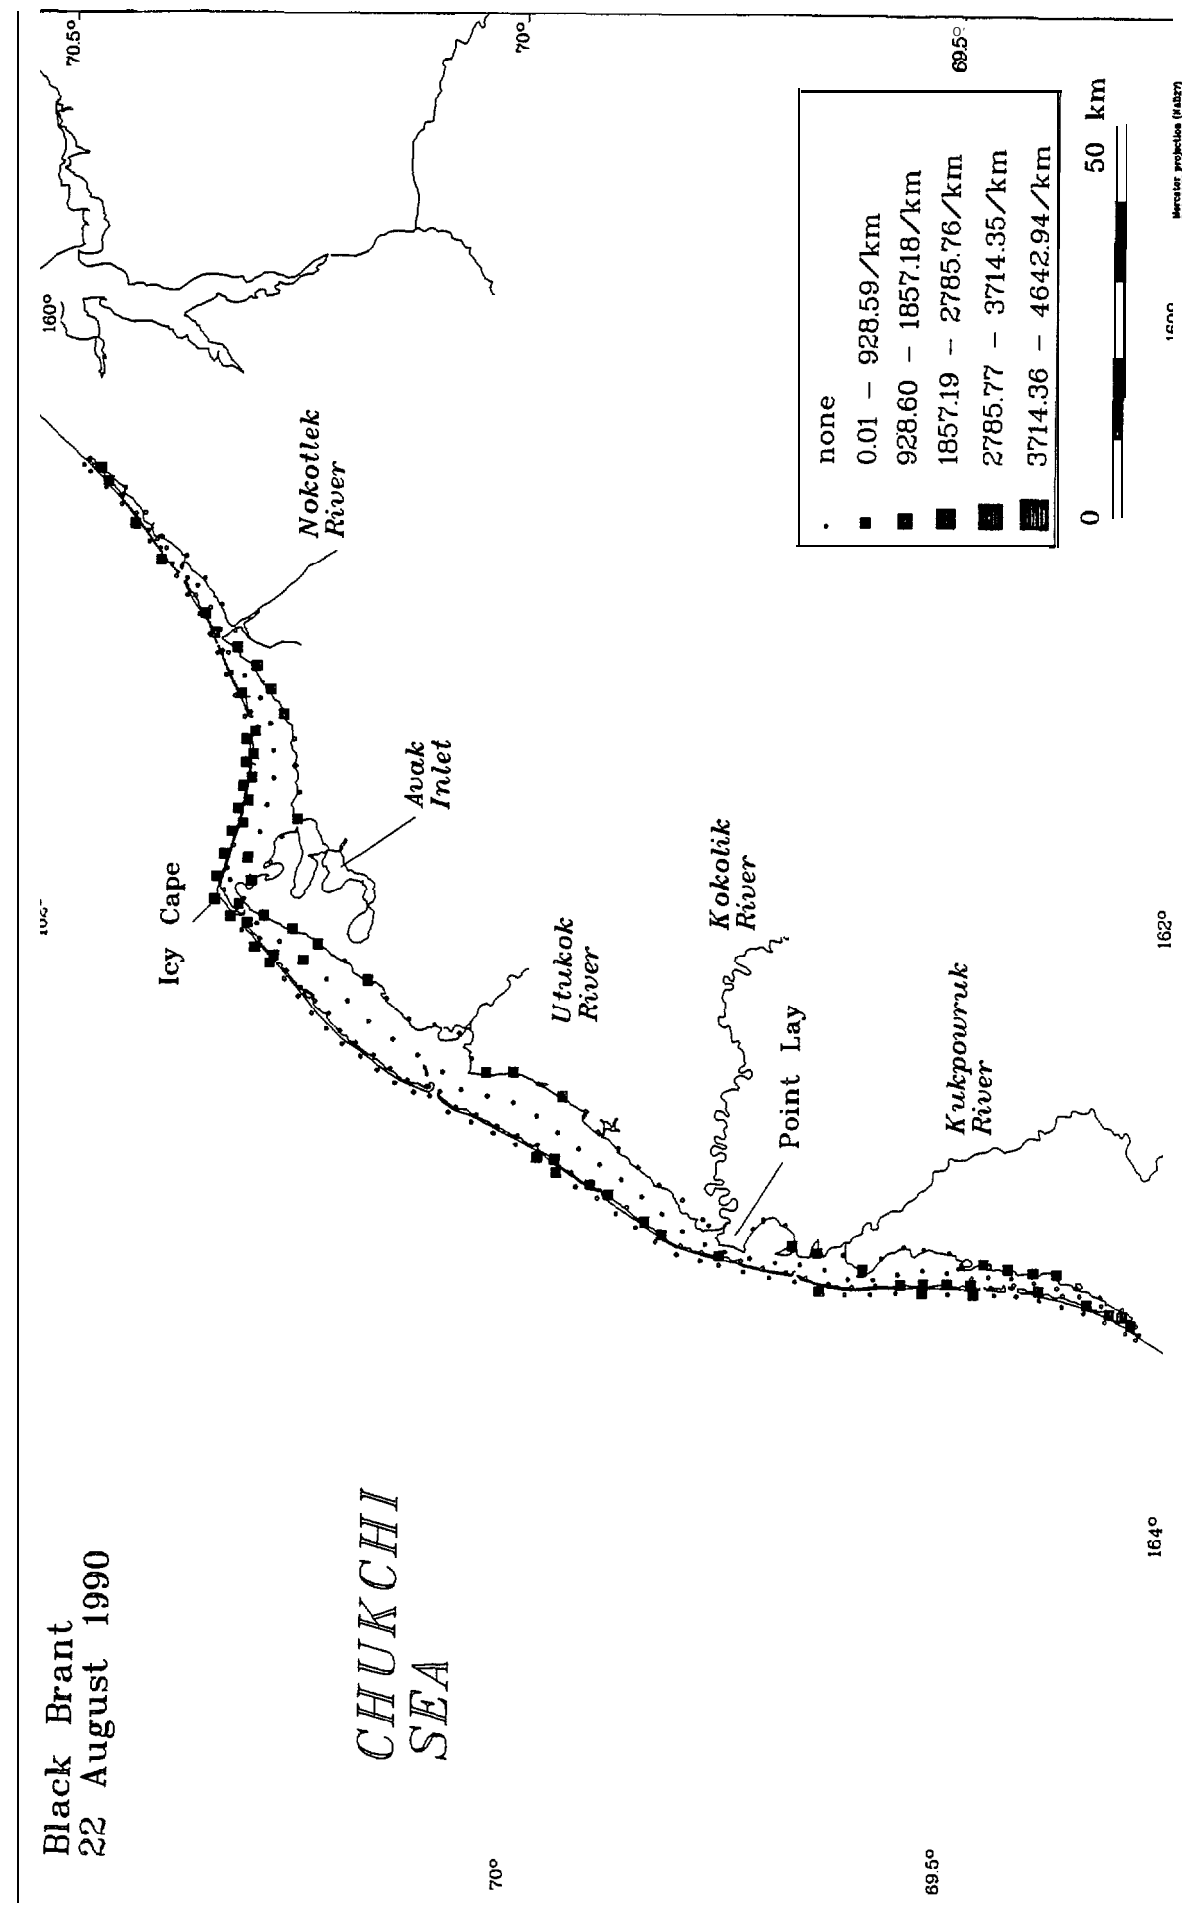 Black Brant
22 August 1990
CHUKCHI
SEA
Icy Cape
Nokotlek
River
Avak
Inlet
Utukok
River
Kokolik
River
Point Lay
Kukpowruk
River
70.5°
70°
69.5°
160°
162°
164°
70°
69.5°
none
0.01 - 928.59/km
928.60 - 1857.18/km
1857.19 - 2785.76/km
2785.77 - 3714.35/km
3714.36 - 4642.94/km
0
50 km
Mercator projection (NAD27)